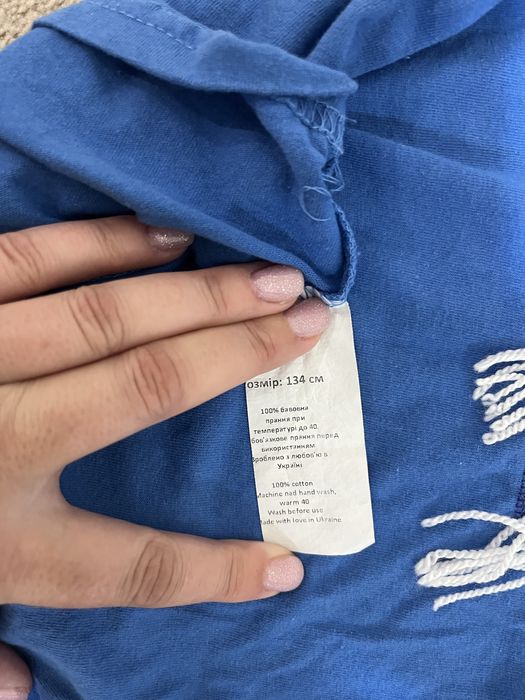 озмір: 134 см
100% бавовна
прання при
температурі до 40.
бов'язкове прання перед
використанням
роблено з любов'ю в
Україні
100% cotton
Machine nad hand wash,
warm 40
Wash before use
Made with love in Ukraine